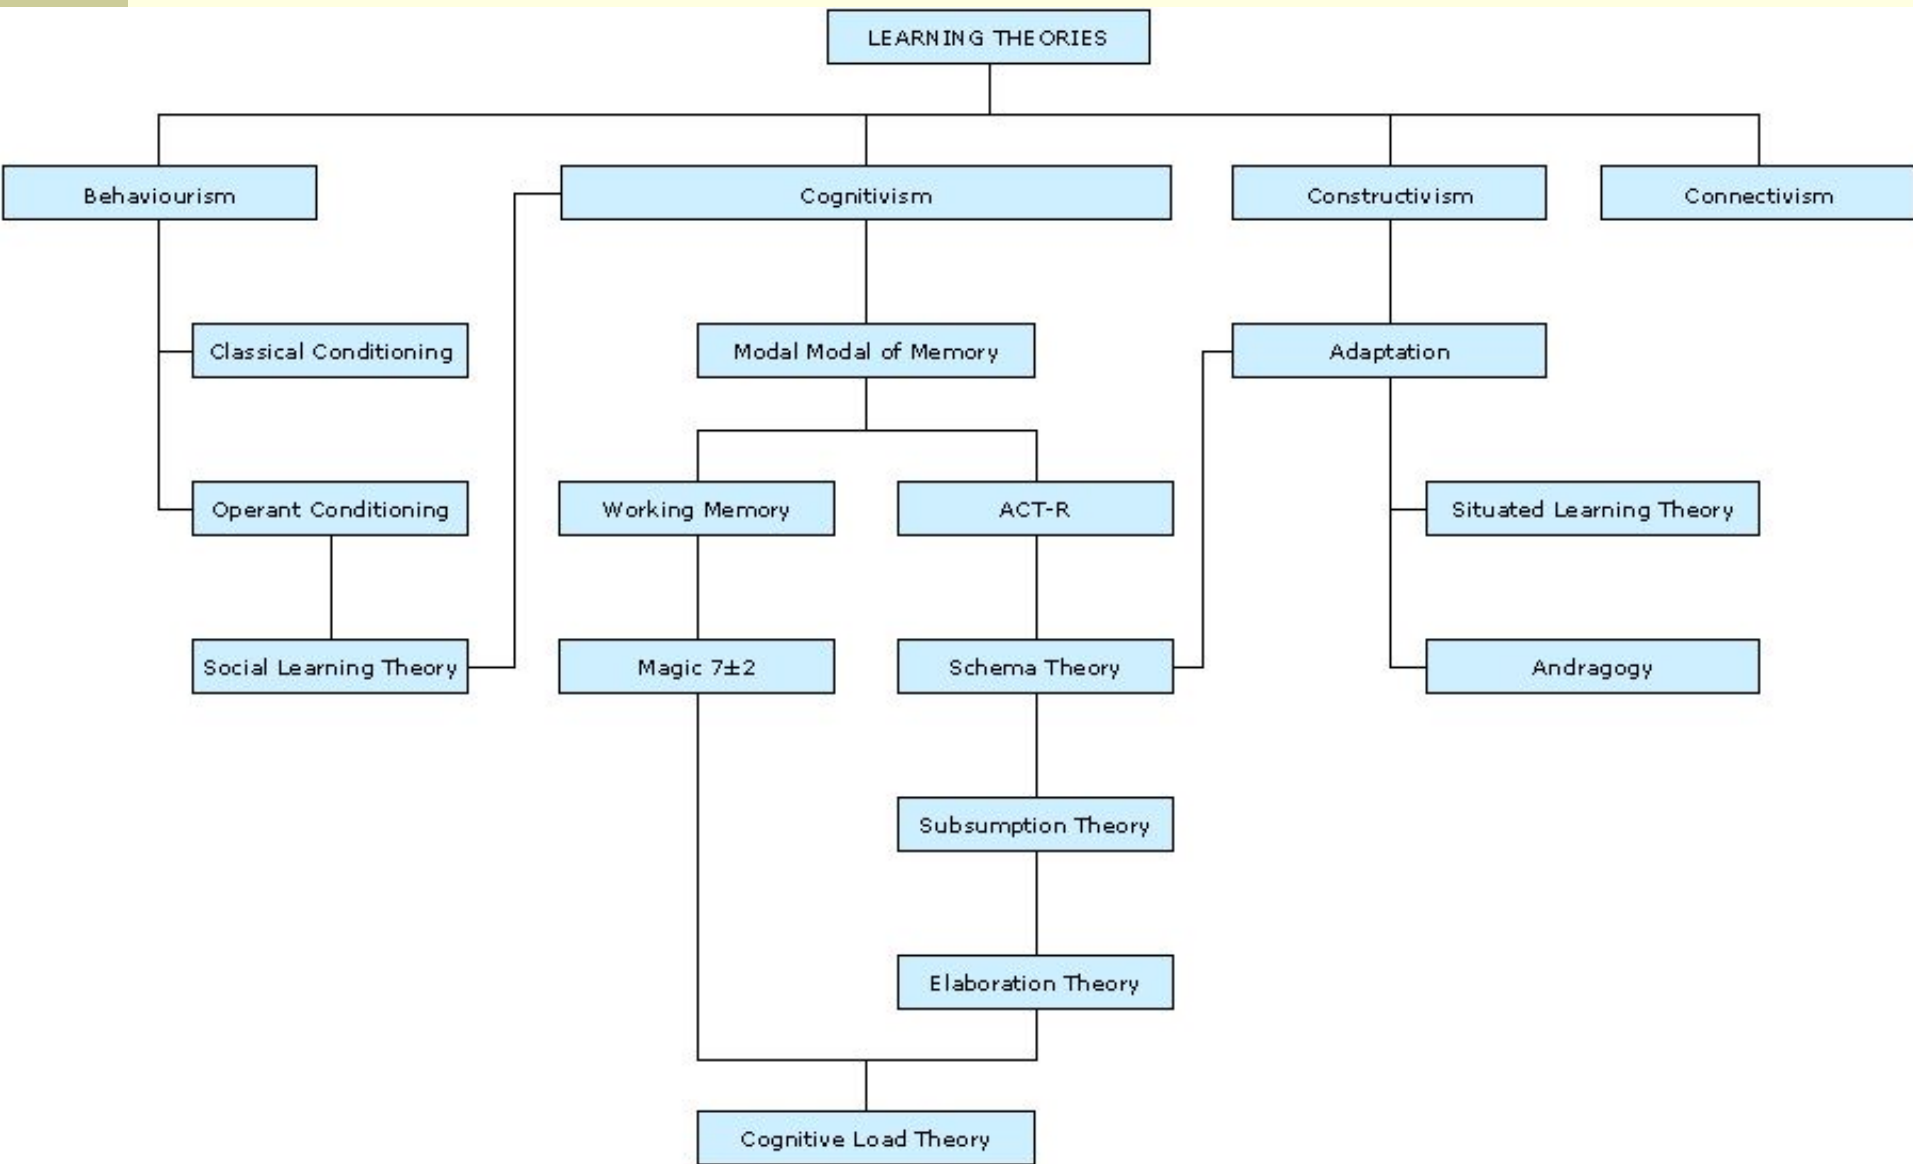 LEARNING THEORIES
Behaviourism
Cognitivism
Constructivism
Connectivism
Classical Conditioning
Modal Modal of Memory
Adaptation
Operant Conditioning
Working Memory
ACT-R
Situated Learning Theory
Social Learning Theory
Magic 7±2
Schema Theory
Andragogy
Subsumption Theory
Elaboration Theory
Cognitive Load Theory